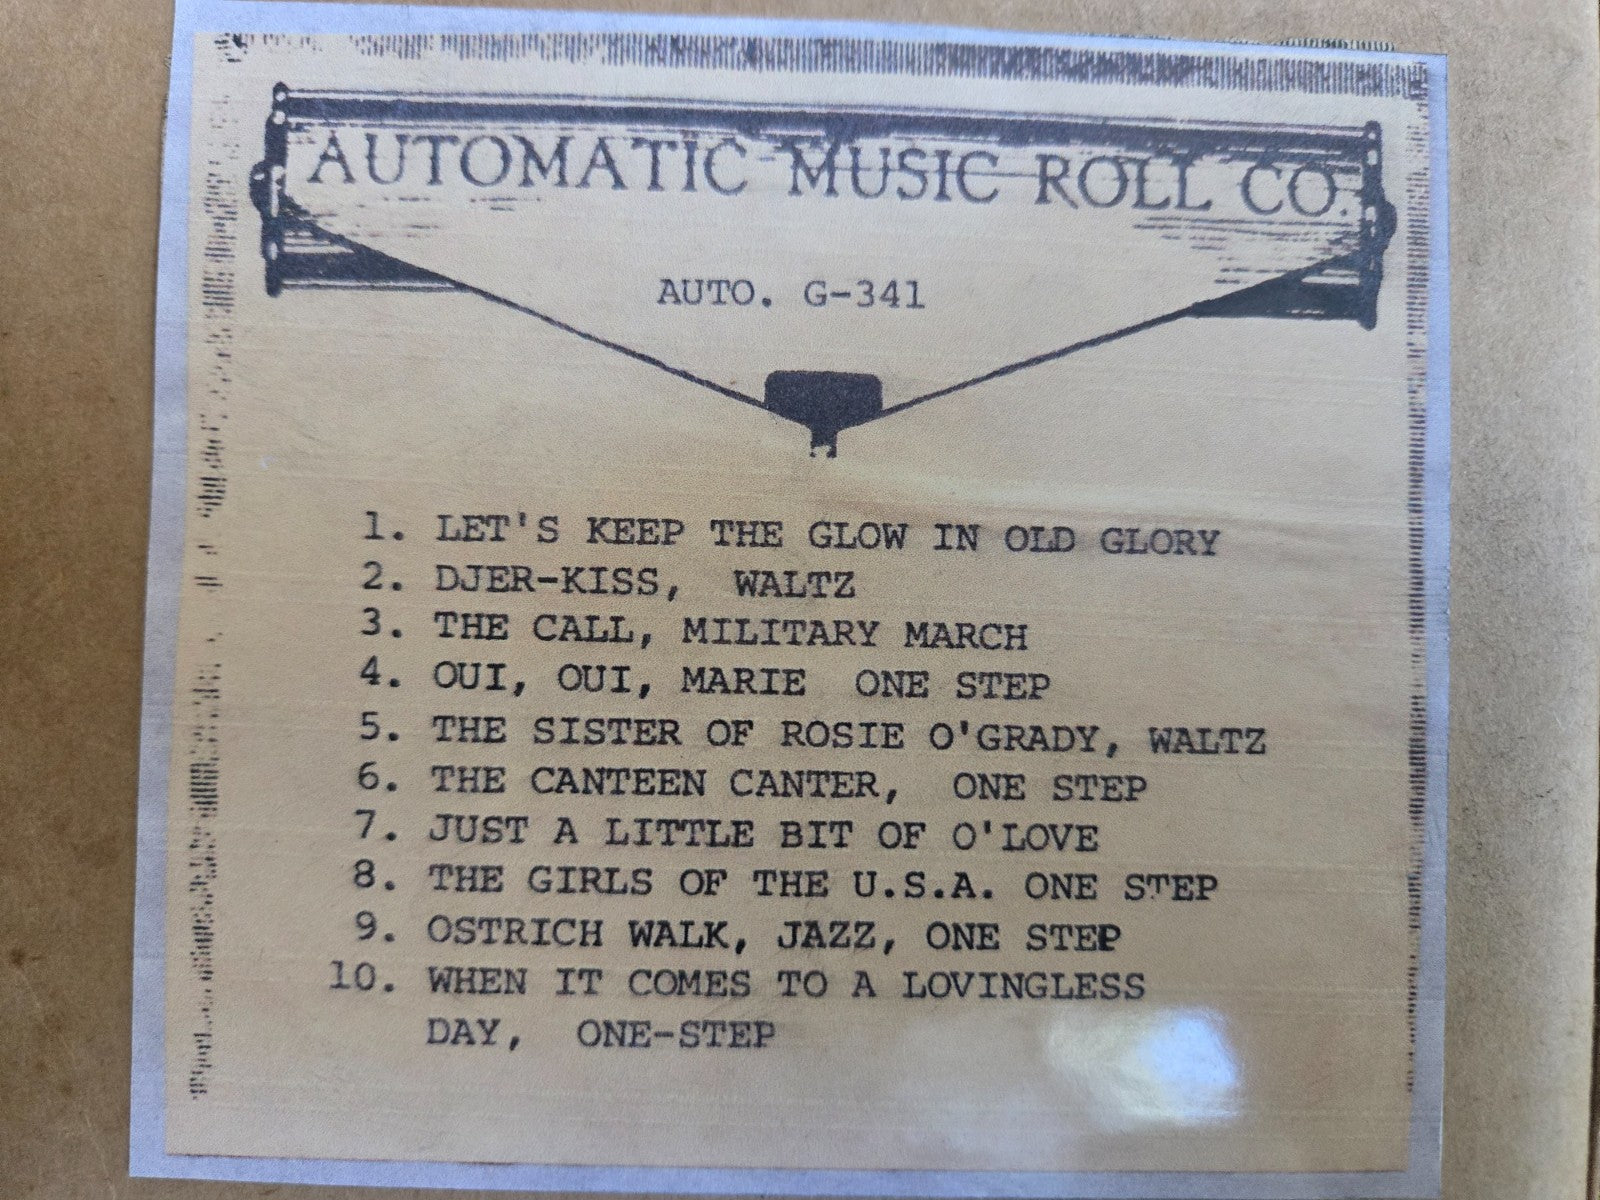 AUTOMATIC MUSIC ROLL CO.
AUTO. G-341
1. LET'S KEEP THE GLOW IN OLD GLORY
2. DJER-KISS, WALTZ
3. THE CALL, MILITARY MARCH
4. OUI, OUI, MARIE ONE STEP
5. THE SISTER OF ROSIE O'GRADY, WALTZ
6. THE CANTEEN CANTER, ONE STEP
7. JUST A LITTLE BIT OF O'LOVE
8. THE GIRLS OF THE U.S.A. ONE STEP
9. OSTRICH WALK, JAZZ, ONE STEP
10. WHEN IT COMES TO A LOVINGLESS
DAY, ONE-STEP